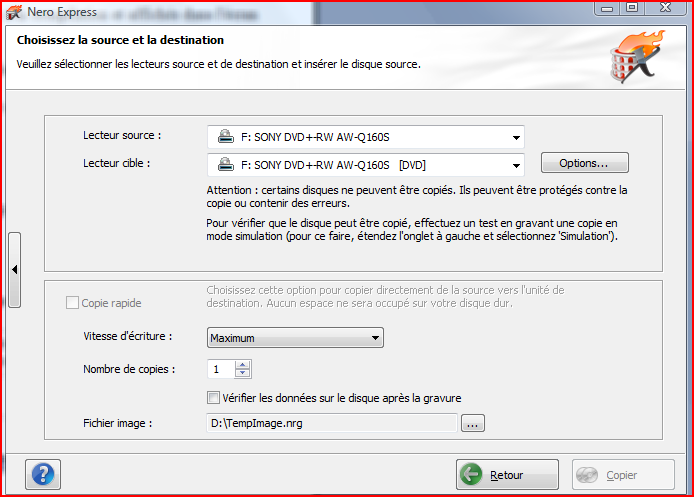 Nero Express
Choisissez la source et la destination
Veuillez sélectionner les lecteurs source et de destination et insérer le disque source.
Lecteur source : F: SONY DVD+-RW AW-Q160S
Lecteur cible : F: SONY DVD+-RW AW-Q160S [DVD] Options...
Attention : certains disques ne peuvent être copiés. Ils peuvent être protégés contre la
copie ou contenir des erreurs.
Pour vérifier que le disque peut être copié, effectuez un test en gravant une copie en
mode simulation (pour ce faire, étendez l'onglet à gauche et sélectionnez 'Simulation').
Copie rapide
Choisissez cette option pour copier directement de la source vers l'unité de
destination. Aucun espace ne sera occupé sur votre disque dur.
Vitesse d'écriture : Maximum
Nombre de copies : 1
Vérifier les données sur le disque après la gravure
Fichier image : D:\TempImage.nrg ...
? Retour Copier